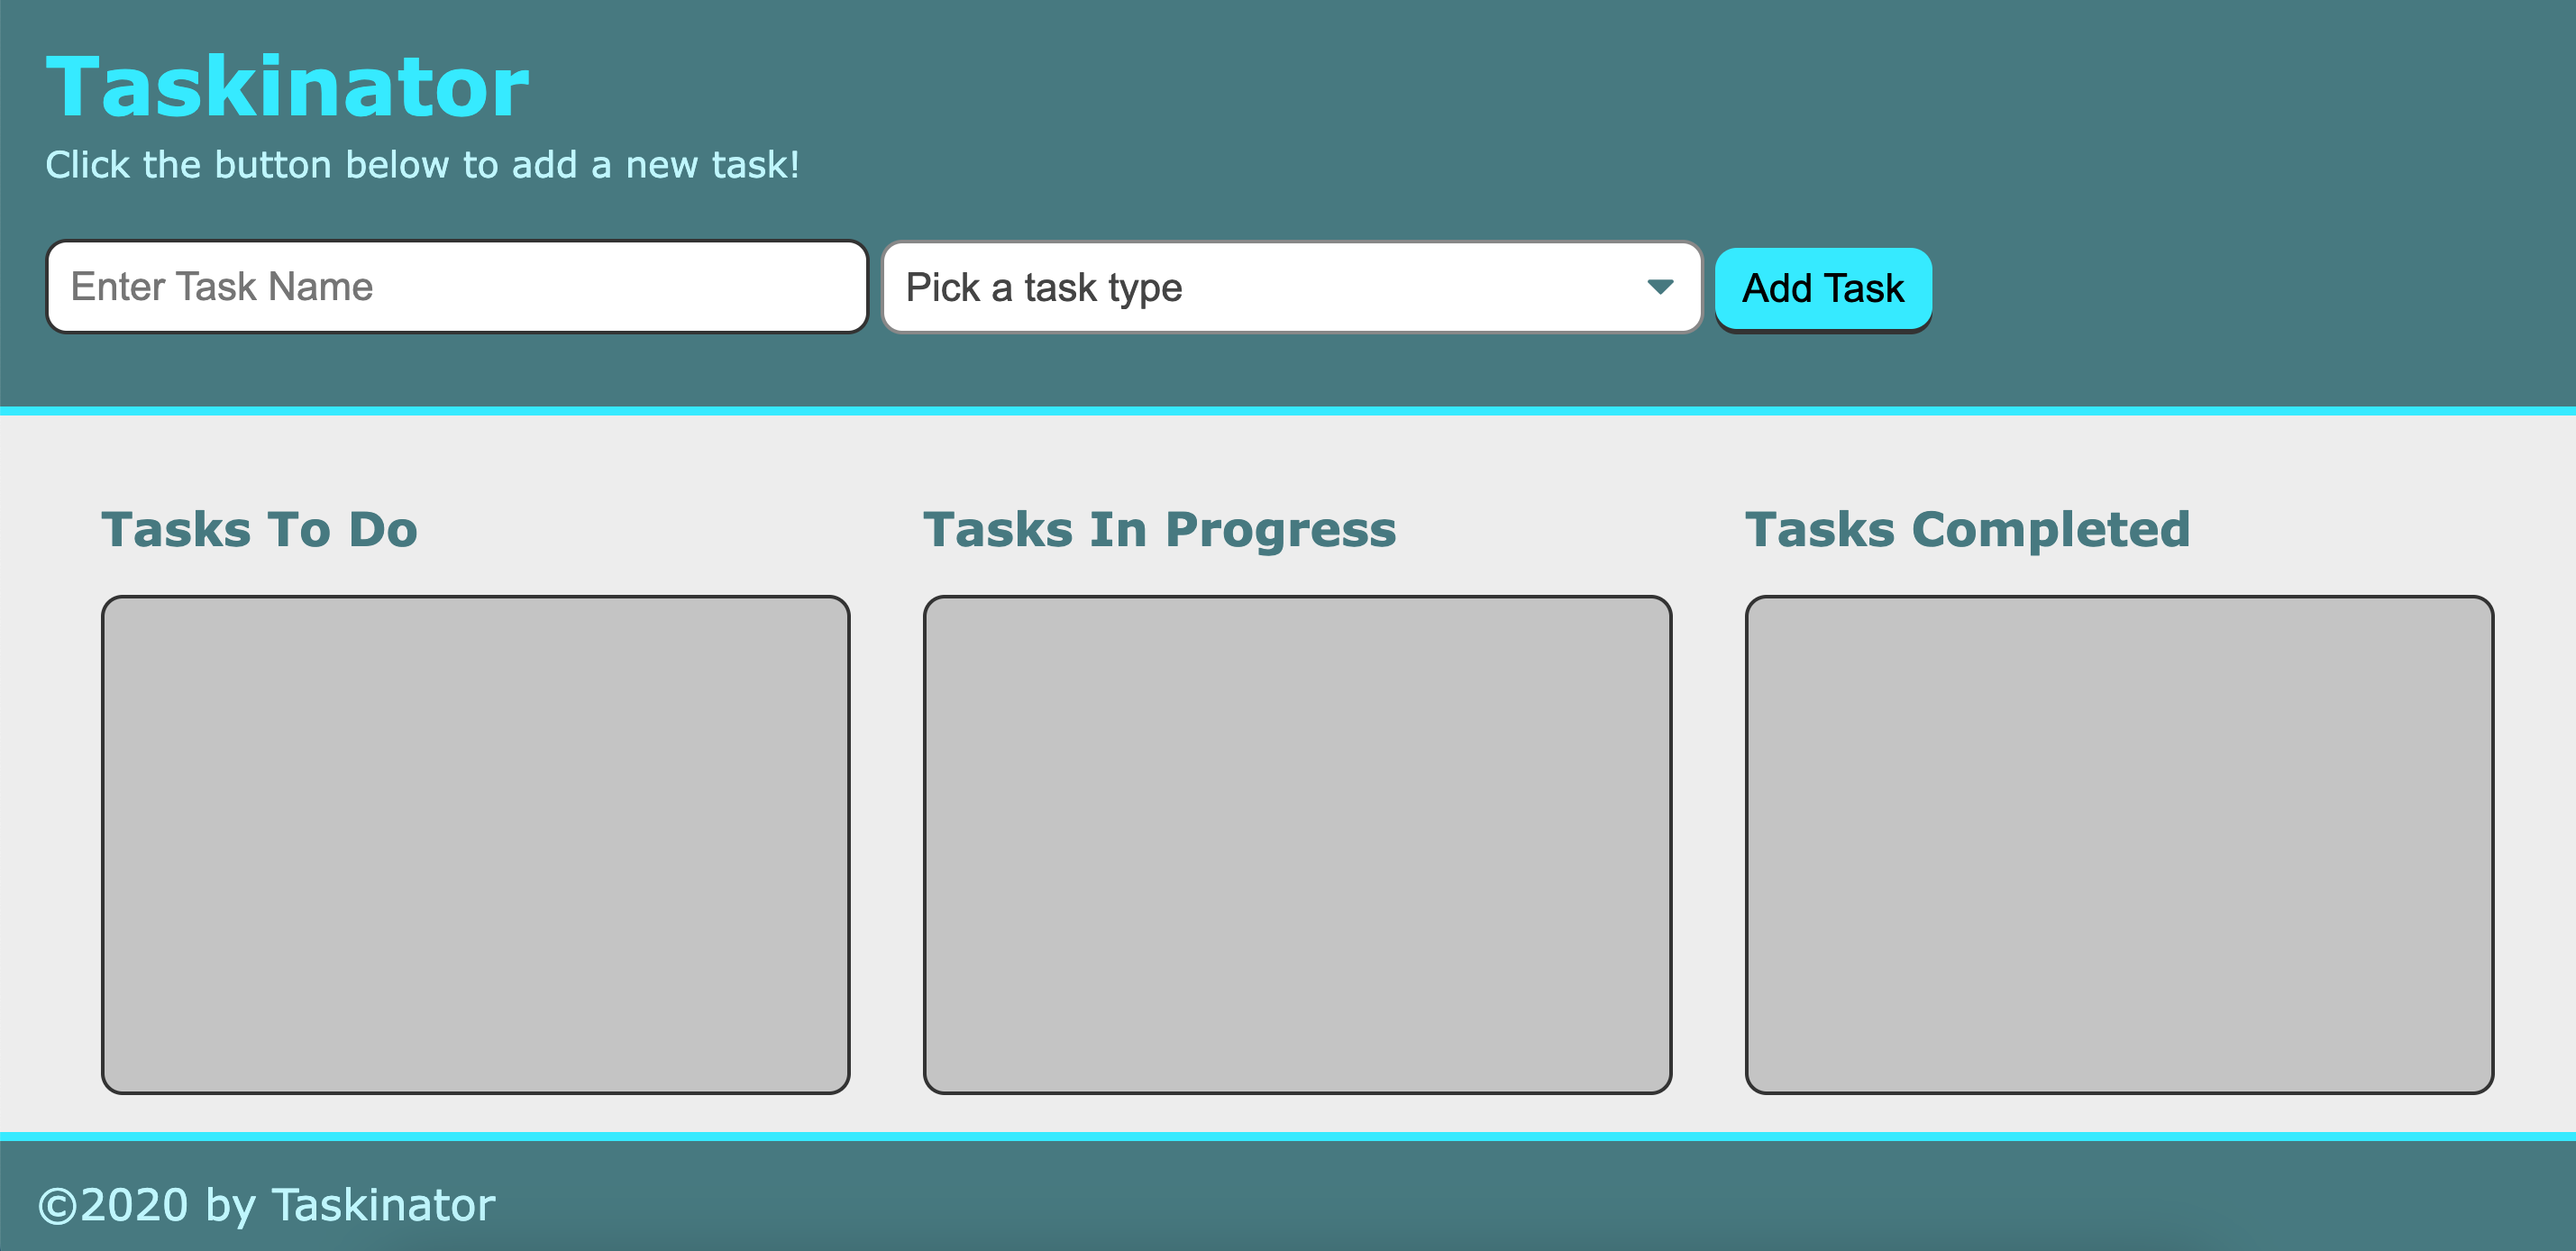 Taskinator
Click the button below to add a new task!
Enter Task Name
Pick a task type
Add Task
Tasks To Do
Tasks In Progress
Tasks Completed
©2020 by Taskinator